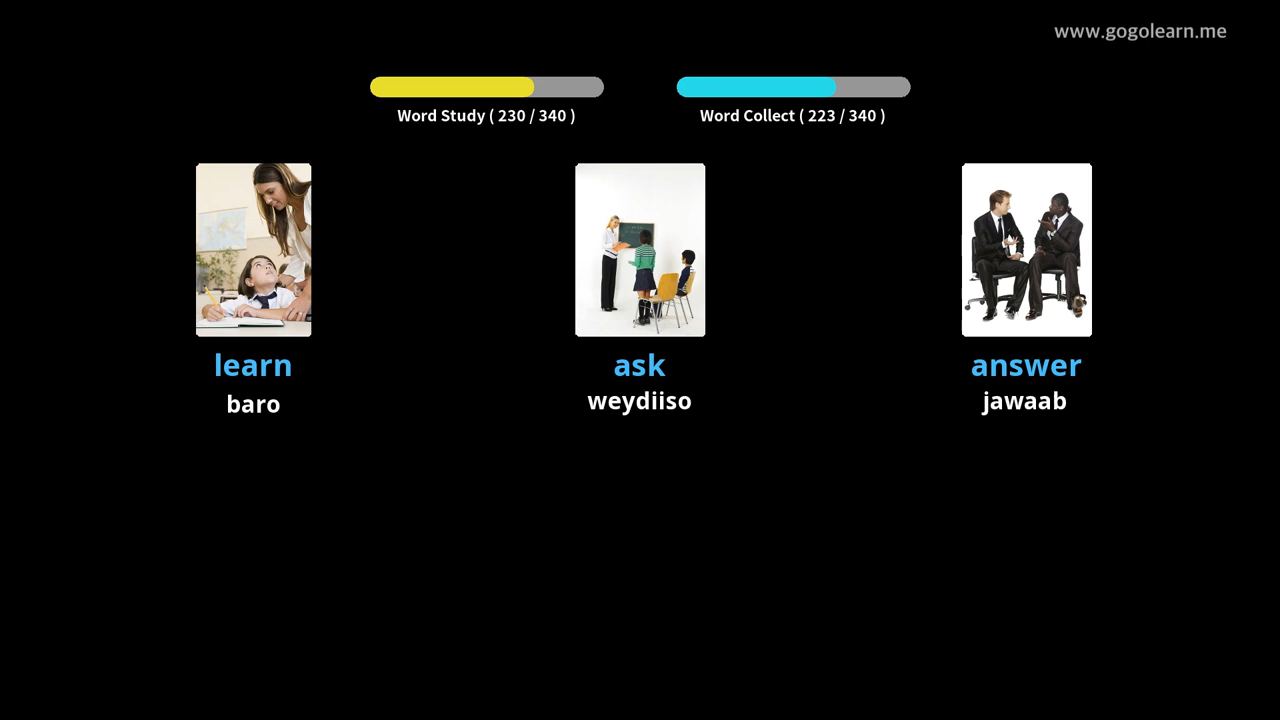 www.gogolearn.me
Word Study ( 230 / 340 )
Word Collect ( 223 / 340 )
learn
baro
ask
weydiiso
answer
jawaab